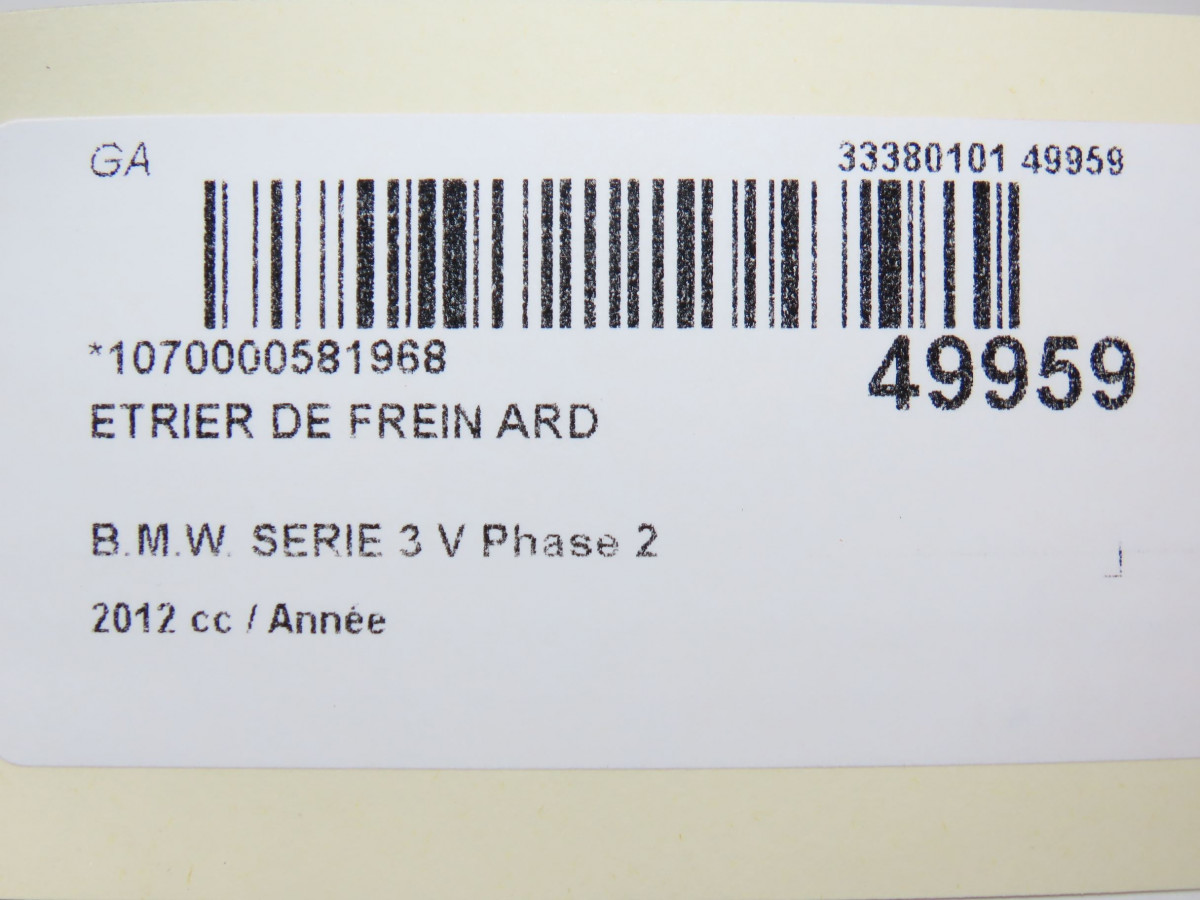 GA 33380101 49959
*1070000581968 49959
ETRIER DE FREIN ARD
B.M.W. SERIE 3 V Phase 2
2012 cc / Année